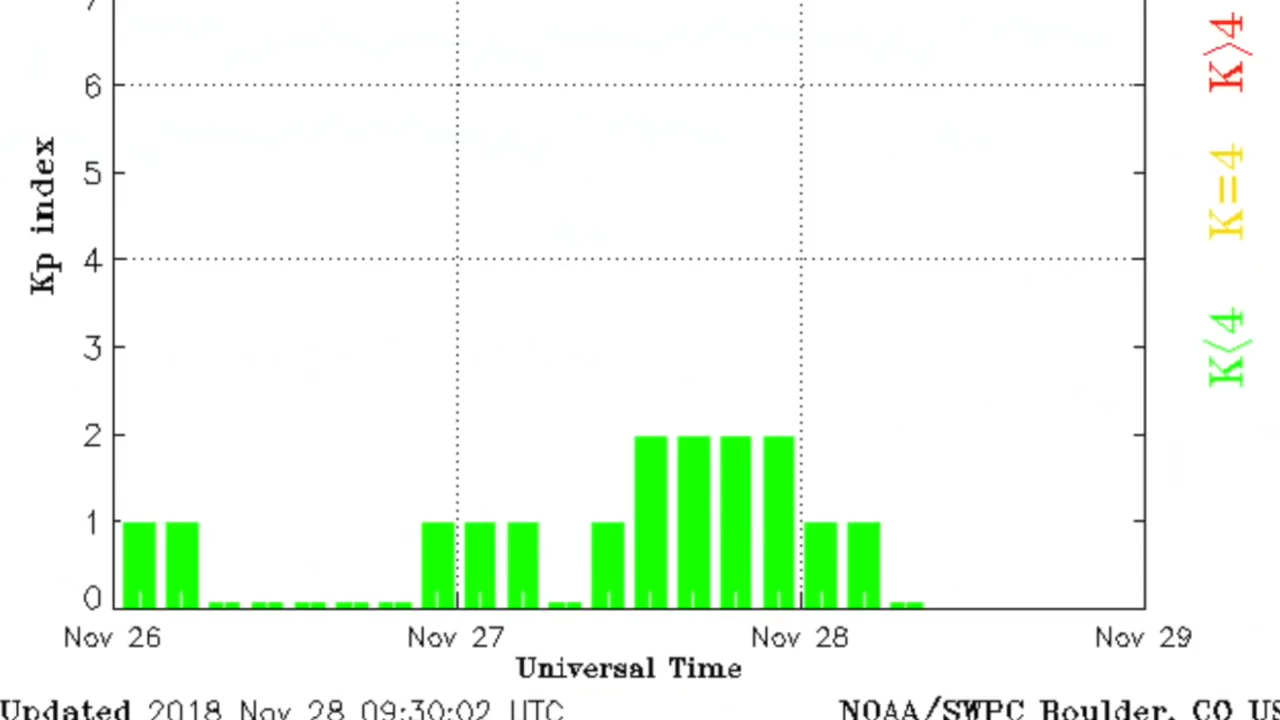 7
6
5
4
3
2
1
0
Kp index
Nov 26 Nov 27 Nov 28 Nov 29
Universal Time
Updated 2018 Nov 28 09:30:02 UTC
NOAA/SWPC Boulder, CO US
K>4
K=4
K<4